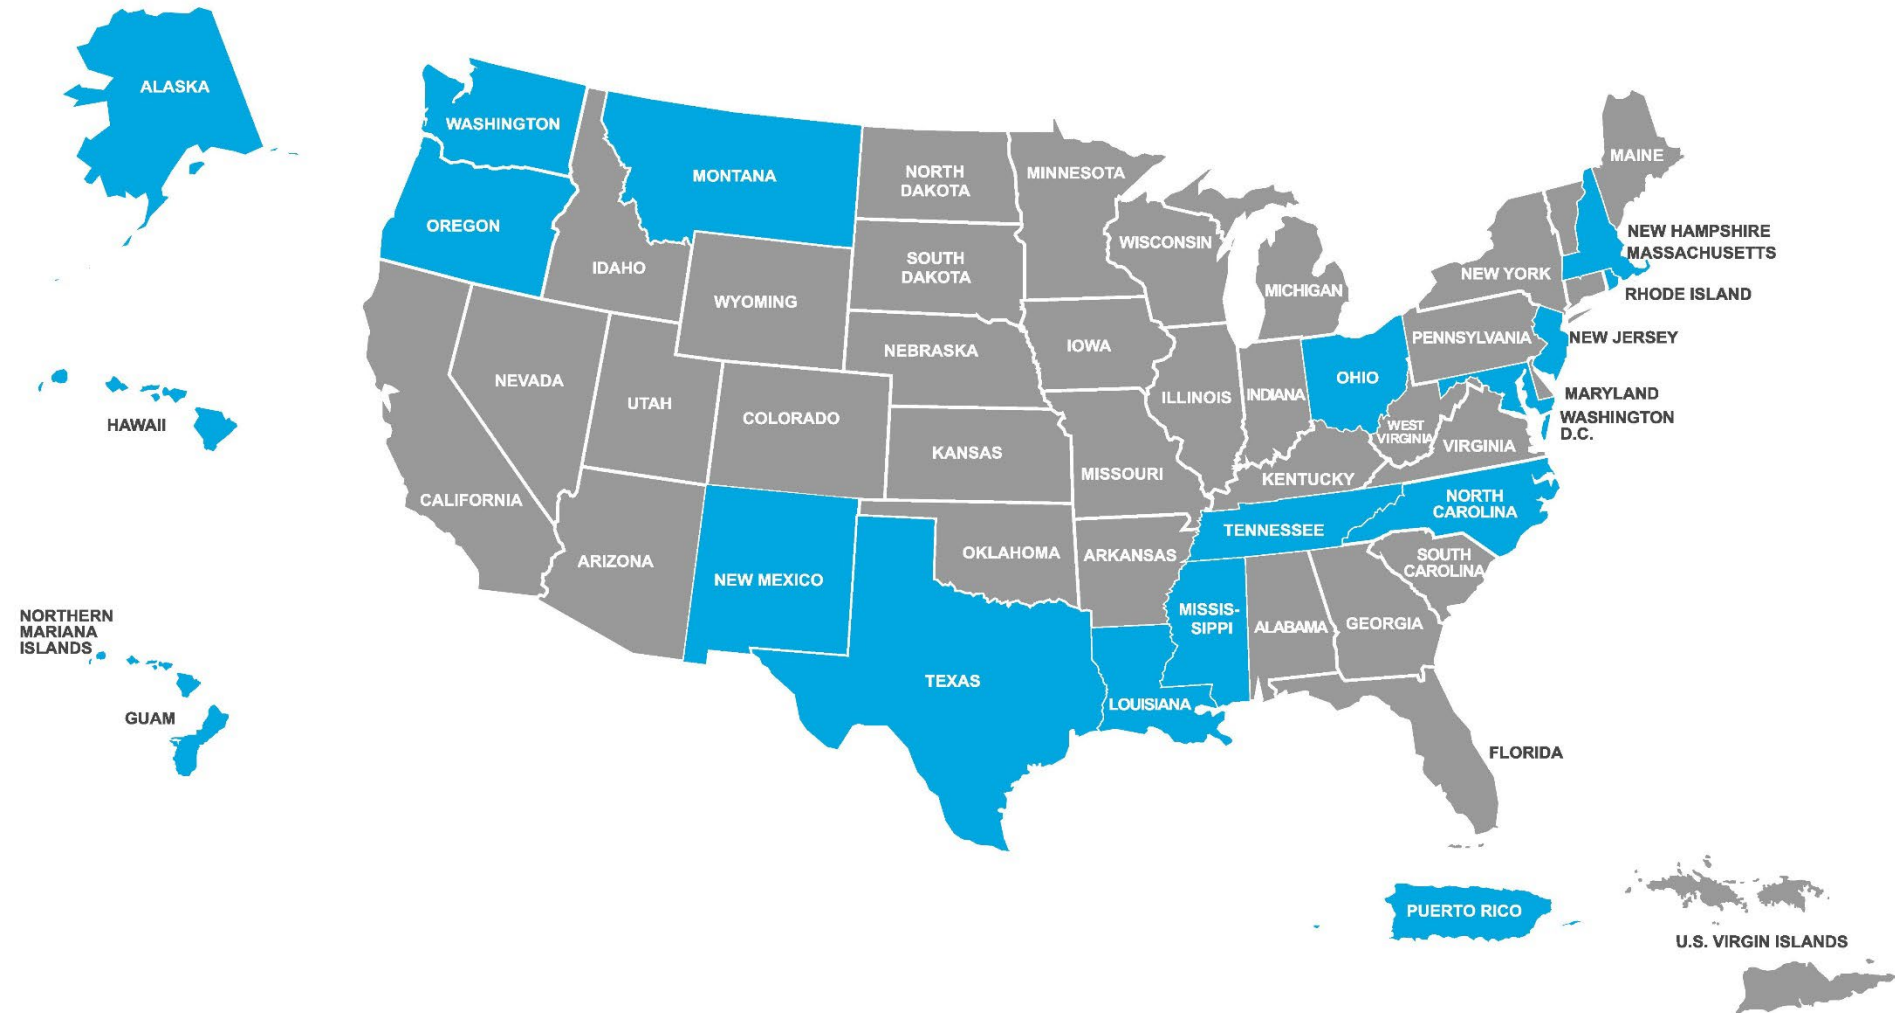 ALASKA
WASHINGTON
MONTANA
NORTH
DAKOTA
MINNESOTA
MAINE
OREGON
IDAHO
WYOMING
SOUTH
DAKOTA
WISCONSIN
MICHIGAN
NEW YORK
NEW HAMPSHIRE
MASSACHUSETTS
RHODE ISLAND
NEW JERSEY
PENNSYLVANIA
NEBRASKA
IOWA
NEVADA
UTAH
COLORADO
ILLINOIS
INDIANA
OHIO
MARYLAND
WASHINGTON
D.C.
HAWAII
KANSAS
MISSOURI
WEST
VIRGINIA
VIRGINIA
KENTUCKY
CALIFORNIA
NORTH
CAROLINA
TENNESSEE
ARIZONA
NEW MEXICO
OKLAHOMA
ARKANSAS
SOUTH
CAROLINA
MISSIS-
SIPPI
ALABAMA
GEORGIA
NORTHERN
MARIANA
ISLANDS
TEXAS
LOUISIANA
GUAM
FLORIDA
PUERTO RICO
U.S. VIRGIN ISLANDS